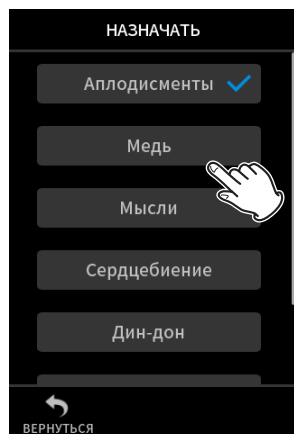 НАЗНАЧАТЬ
Аплодисменты
Медь
Мысли
Сердцебиение
Дин-дон
ВЕРНУТЬСЯ